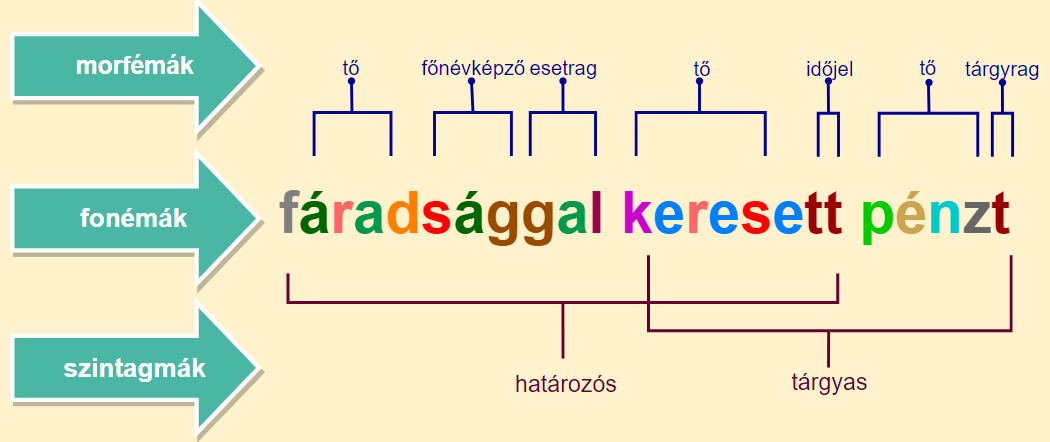 morfémák
tő főnévképző esetrag tő időjel tő tárgyrag
fonémák
fáradsággal keresett pénzt
szintagmák
határozós tárgyas